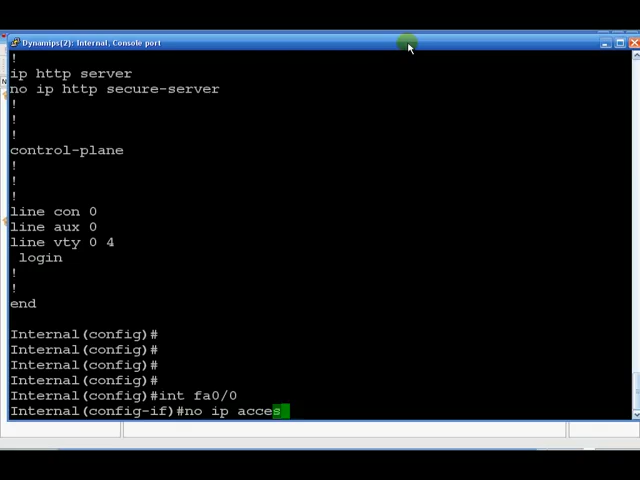 Dynamips(2): Internal, Console port
!
ip http server
no ip http secure-server
!
!
!
control-plane
!
!
!
line con 0
line aux 0
line vty 0 4
 login
!
!
end
Internal(config)#
Internal(config)#
Internal(config)#
Internal(config)#
Internal(config)#int fa0/0
Internal(config-if)#no ip acces